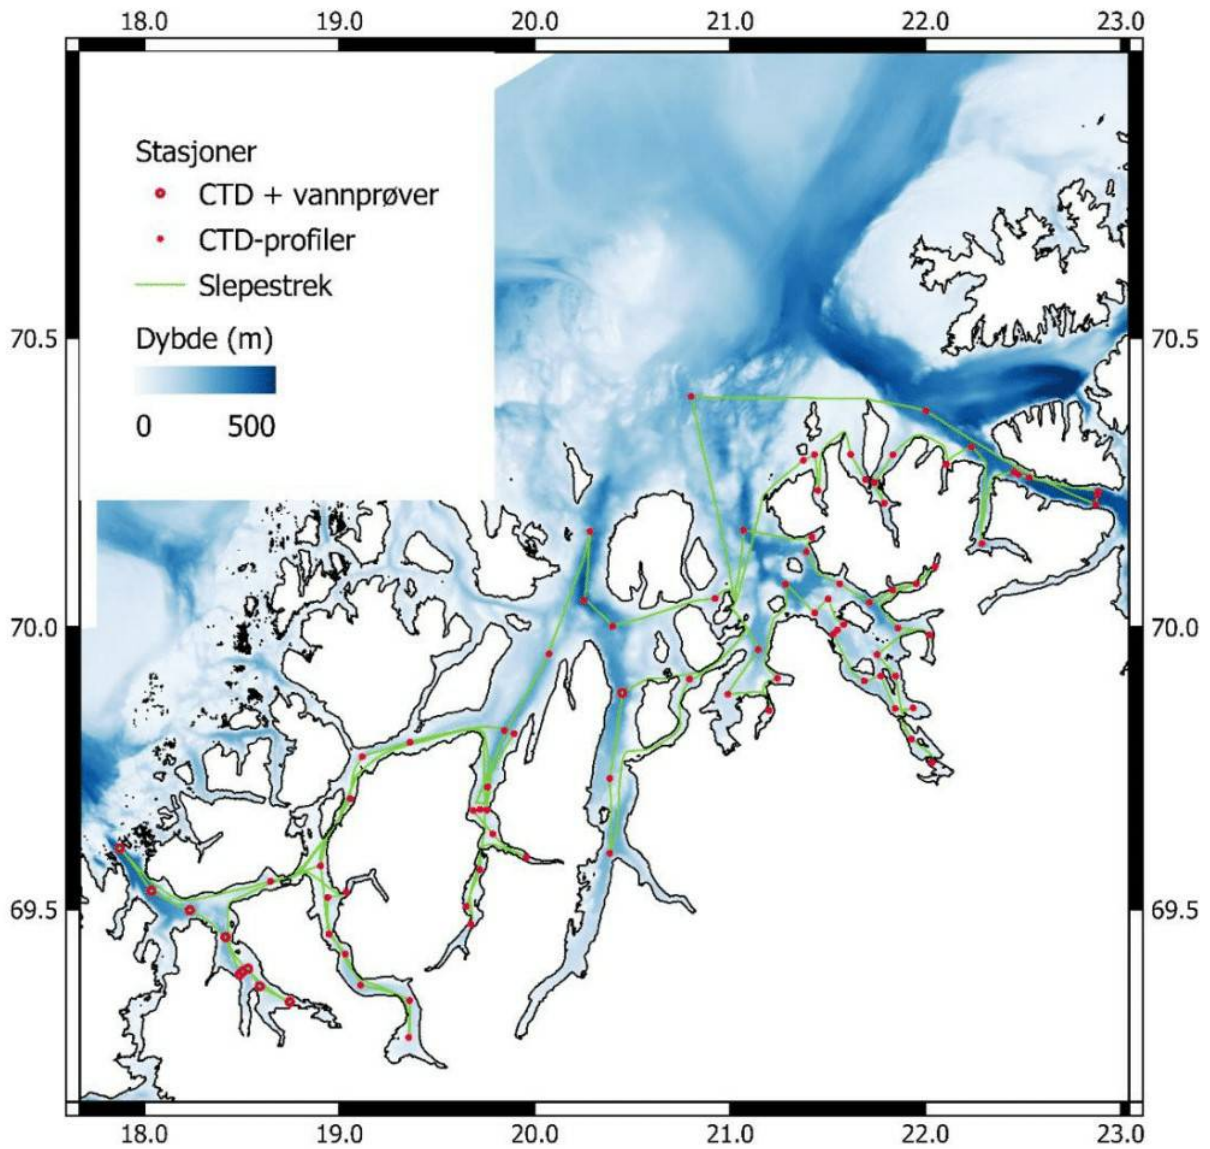 18.0 19.0 20.0 21.0 22.0 23.0
Stasjoner
CTD + vannprøver
CTD-profiler
Slepestrek
Dybde (m)
0 500
70.5 70.5
70.0 70.0
69.5 69.5
18.0 19.0 20.0 21.0 22.0 23.0